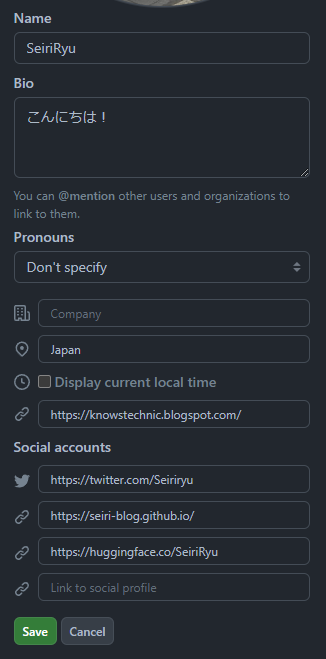 Name
SeiriRyu
Bio
こんにちは！
You can @mention other users and organizations to
link to them.
Pronouns
Don't specify
Company
Japan
Display current local time
https://knowstechnic.blogspot.com/
Social accounts
https://twitter.com/Seiriryu
https://seiri-blog.github.io/
https://huggingface.co/SeiriRyu
Link to social profile
Save Cancel